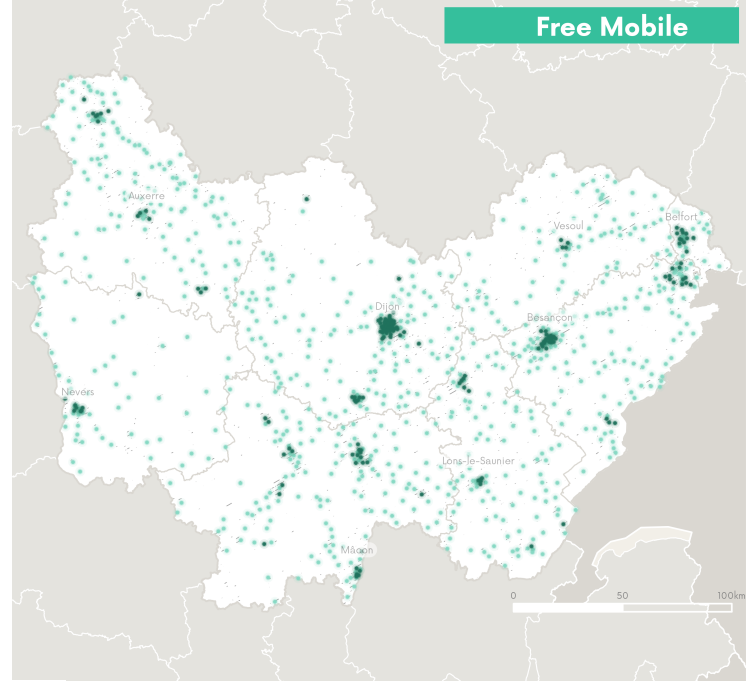 Free Mobile
Auxerre
Belfort
Vesoul
Dijon
Besançon
Nevers
Lons-le-Saunier
Mâcon
0 50 100km